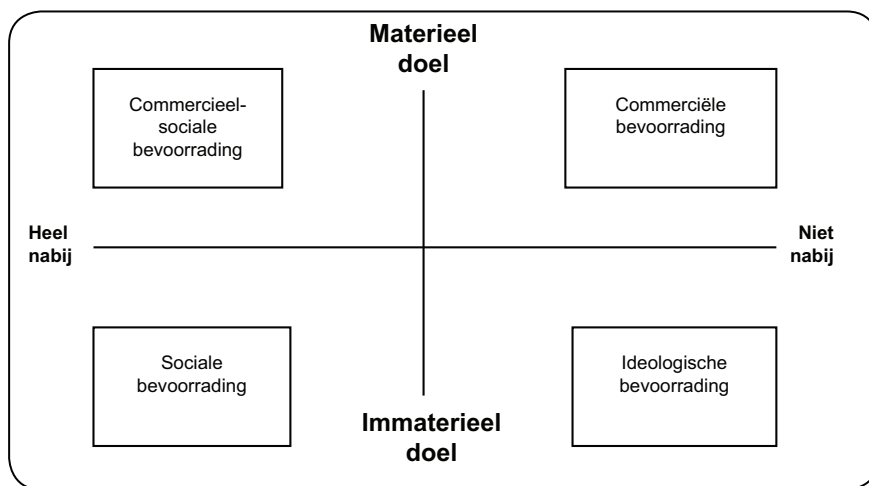 Materieel
doel
Commercieel-
sociale
bevoorrading
Commerciële
bevoorrading
Heel
nabij
Niet
nabij
Sociale
bevoorrading
Ideologische
bevoorrading
Immaterieel
doel